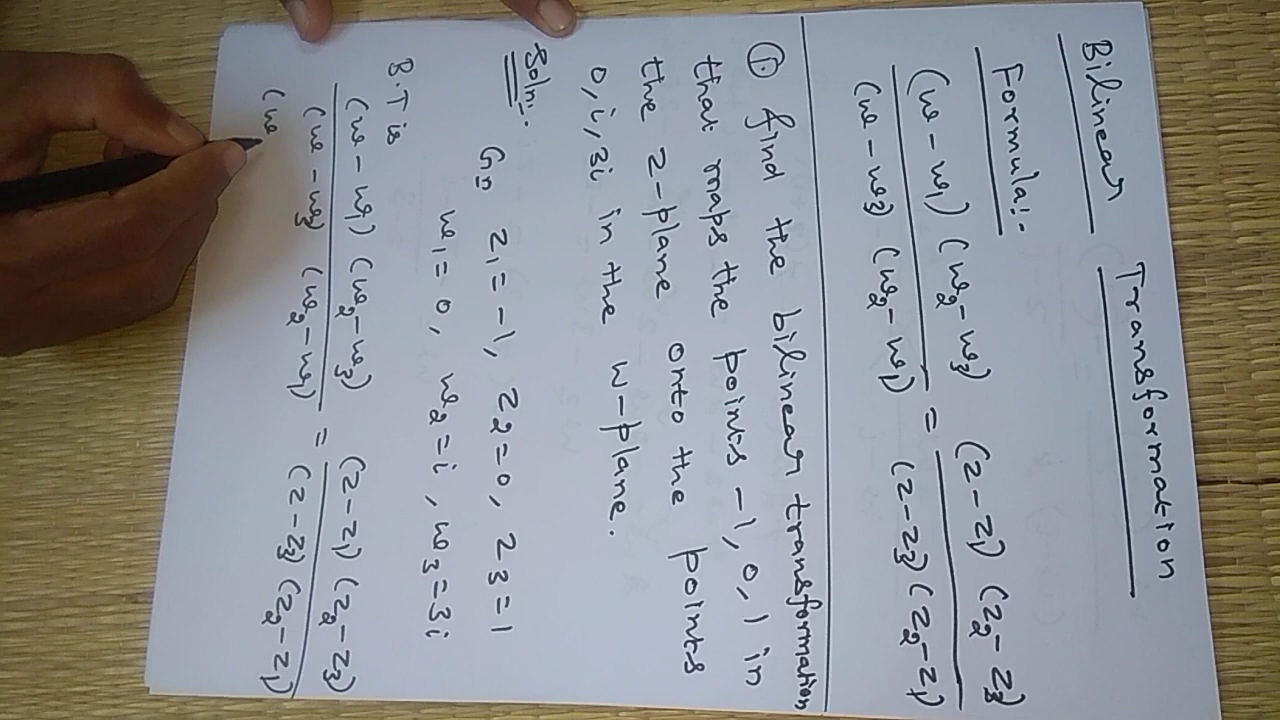 Bilinear Transformation
Formula:-
(w - w1) (w2 - w3) / (w - w3) (w2 - w1) = (z - z1) (z2 - z3) / (z - z3) (z2 - z1)
① find the bilinear transformation
that maps the points -1, 0, 1 in
the z-plane onto the points
0, i, 3i in the w-plane.
Soln:-
Gn z1 = -1, z2 = 0, z3 = 1
w1 = 0, w2 = i, w3 = 3i
B.T is
(w - w1) (w2 - w3) / (w - w3) (w2 - w1) = (z - z1) (z2 - z3) / (z - z3) (z2 - z1)
(w